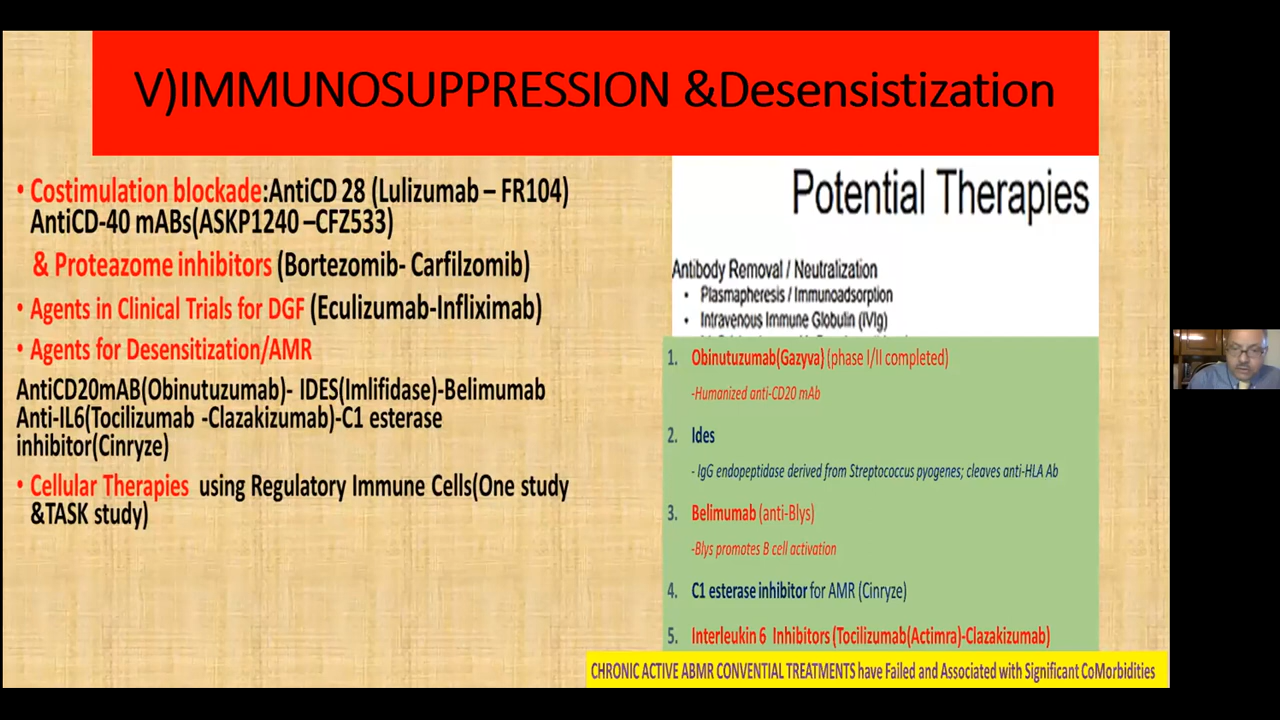 V)IMMUNOSUPPRESSION &Desensistization
• Costimulation blockade:AntiCD 28 (Lulizumab – FR104)
AntiCD-40 mABs(ASKP1240 –CFZ533)
& Proteazome inhibitors (Bortezomib- Carfilzomib)
• Agents in Clinical Trials for DGF (Eculizumab-Infliximab)
• Agents for Desensitization/AMR
AntiCD20mAB(Obinutuzumab)- IDES(Imlifidase)-Belimumab
Anti-IL6(Tocilizumab -Clazakizumab)-C1 esterase
inhibitor(Cinryze)
• Cellular Therapies using Regulatory Immune Cells(One study
&TASK study)
Potential Therapies
Antibody Removal / Neutralization
• Plasmapheresis / Immunoadsorption
• Intravenous Immune Globulin (IVIg)
1. Obinutuzumab(Gazyva) (phase I/II completed)
-Humanized anti-CD20 mAb
2. Ides
- IgG endopeptidase derived from Streptococcus pyogenes; cleaves anti-HLA Ab
3. Belimumab (anti-Blys)
-Blys promotes B cell activation
4. C1 esterase inhibitor for AMR (Cinryze)
5. Interleukin 6 Inhibitors (Tocilizumab(Actimra)-Clazakizumab)
CHRONIC ACTIVE ABMR CONVENTIAL TREATMENTS have Failed and Associated with Significant CoMorbidities